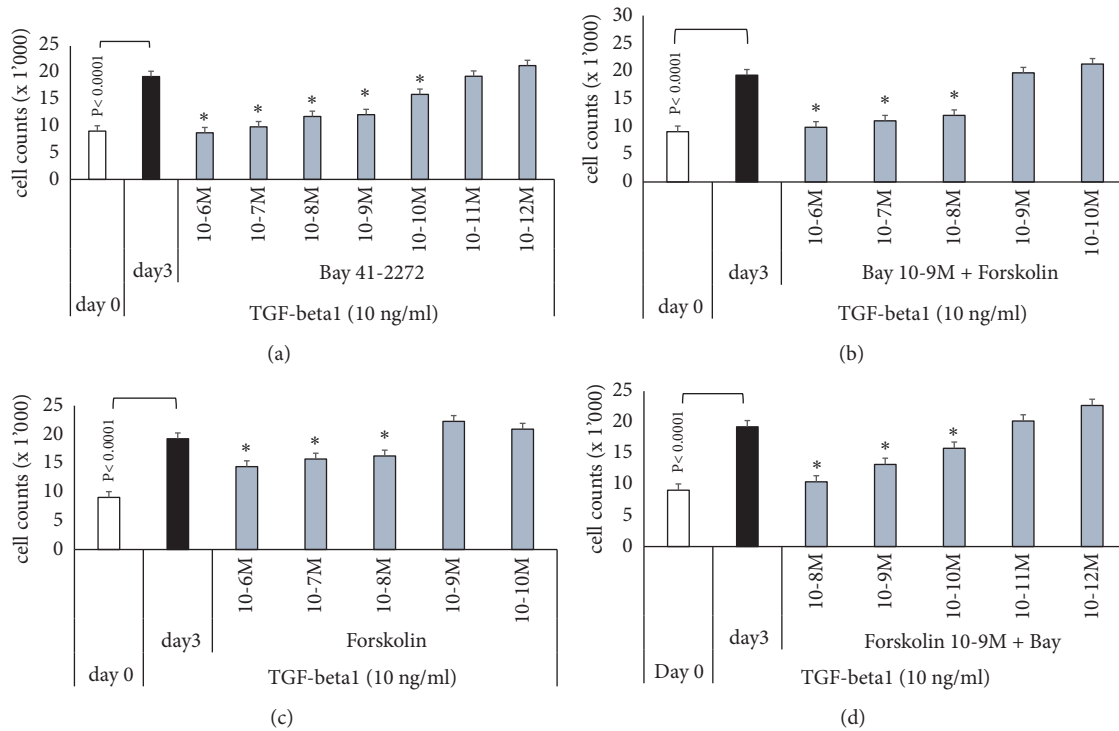 25
20
15
10
5
0
cell counts (x 1'000)
P< 0.0001
*
*
*
*
*
10-6M
10-7M
10-8M
10-9M
10-10M
10-11M
10-12M
day 0
day3
Bay 41-2272
TGF-beta1 (10 ng/ml)
(a)
30
25
20
15
10
5
0
cell counts (x 1'000)
P< 0.0001
*
*
*
10-6M
10-7M
10-8M
10-9M
10-10M
day 0
day3
Bay 10-9M + Forskolin
TGF-beta1 (10 ng/ml)
(b)
25
20
15
10
5
0
cell counts (x 1'000)
P< 0.0001
*
*
*
10-6M
10-7M
10-8M
10-9M
10-10M
day 0
day3
Forskolin
TGF-beta1 (10 ng/ml)
(c)
25
20
15
10
5
0
cell counts (x 1'000)
P< 0.0001
*
*
*
10-8M
10-9M
10-10M
10-11M
10-12M
Day 0
day3
Forskolin 10-9M + Bay
TGF-beta1 (10 ng/ml)
(d)